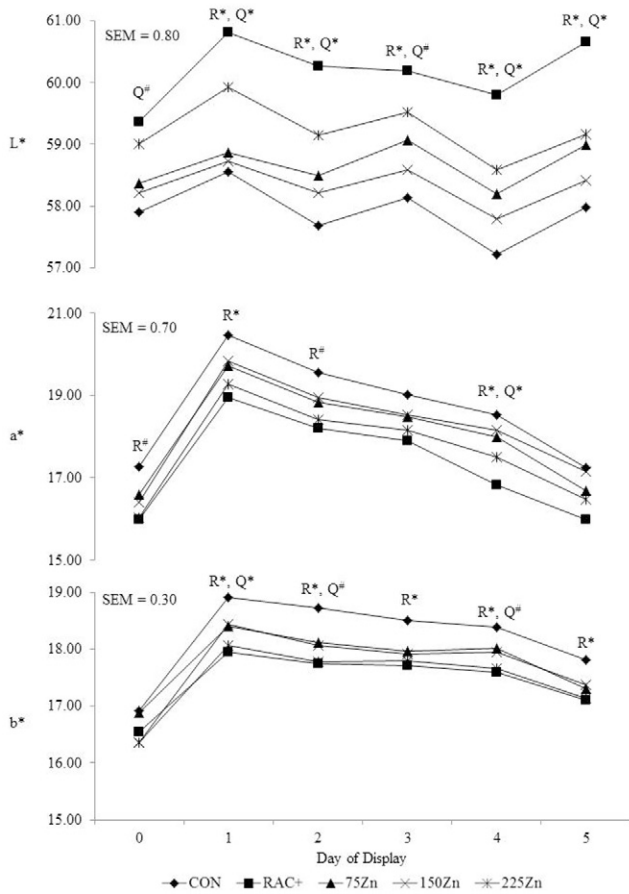 61.00
SEM = 0.80
R*, Q*
R*, Q*
R*, Q#
R*, Q*
R*, Q*
60.00
Q#
59.00
L*
58.00
57.00
21.00
SEM = 0.70
R*
R#
19.00
R*, Q*
R#
a*
17.00
15.00
19.00
SEM = 0.30
R*, Q*
R*, Q#
R*
R*, Q#
R*
18.00
17.00
b*
16.00
15.00
0 1 2 3 4 5
Day of Display
CON RAC+ 75Zn 150Zn 225Zn